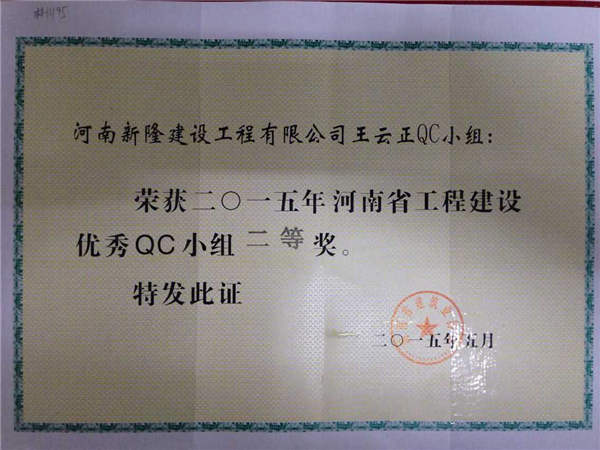 河南新隆建设工程有限公司王云正QC小组:
荣获二〇一五年河南省工程建设
优秀QC小组二等奖。
特发此证
二〇一五年五月